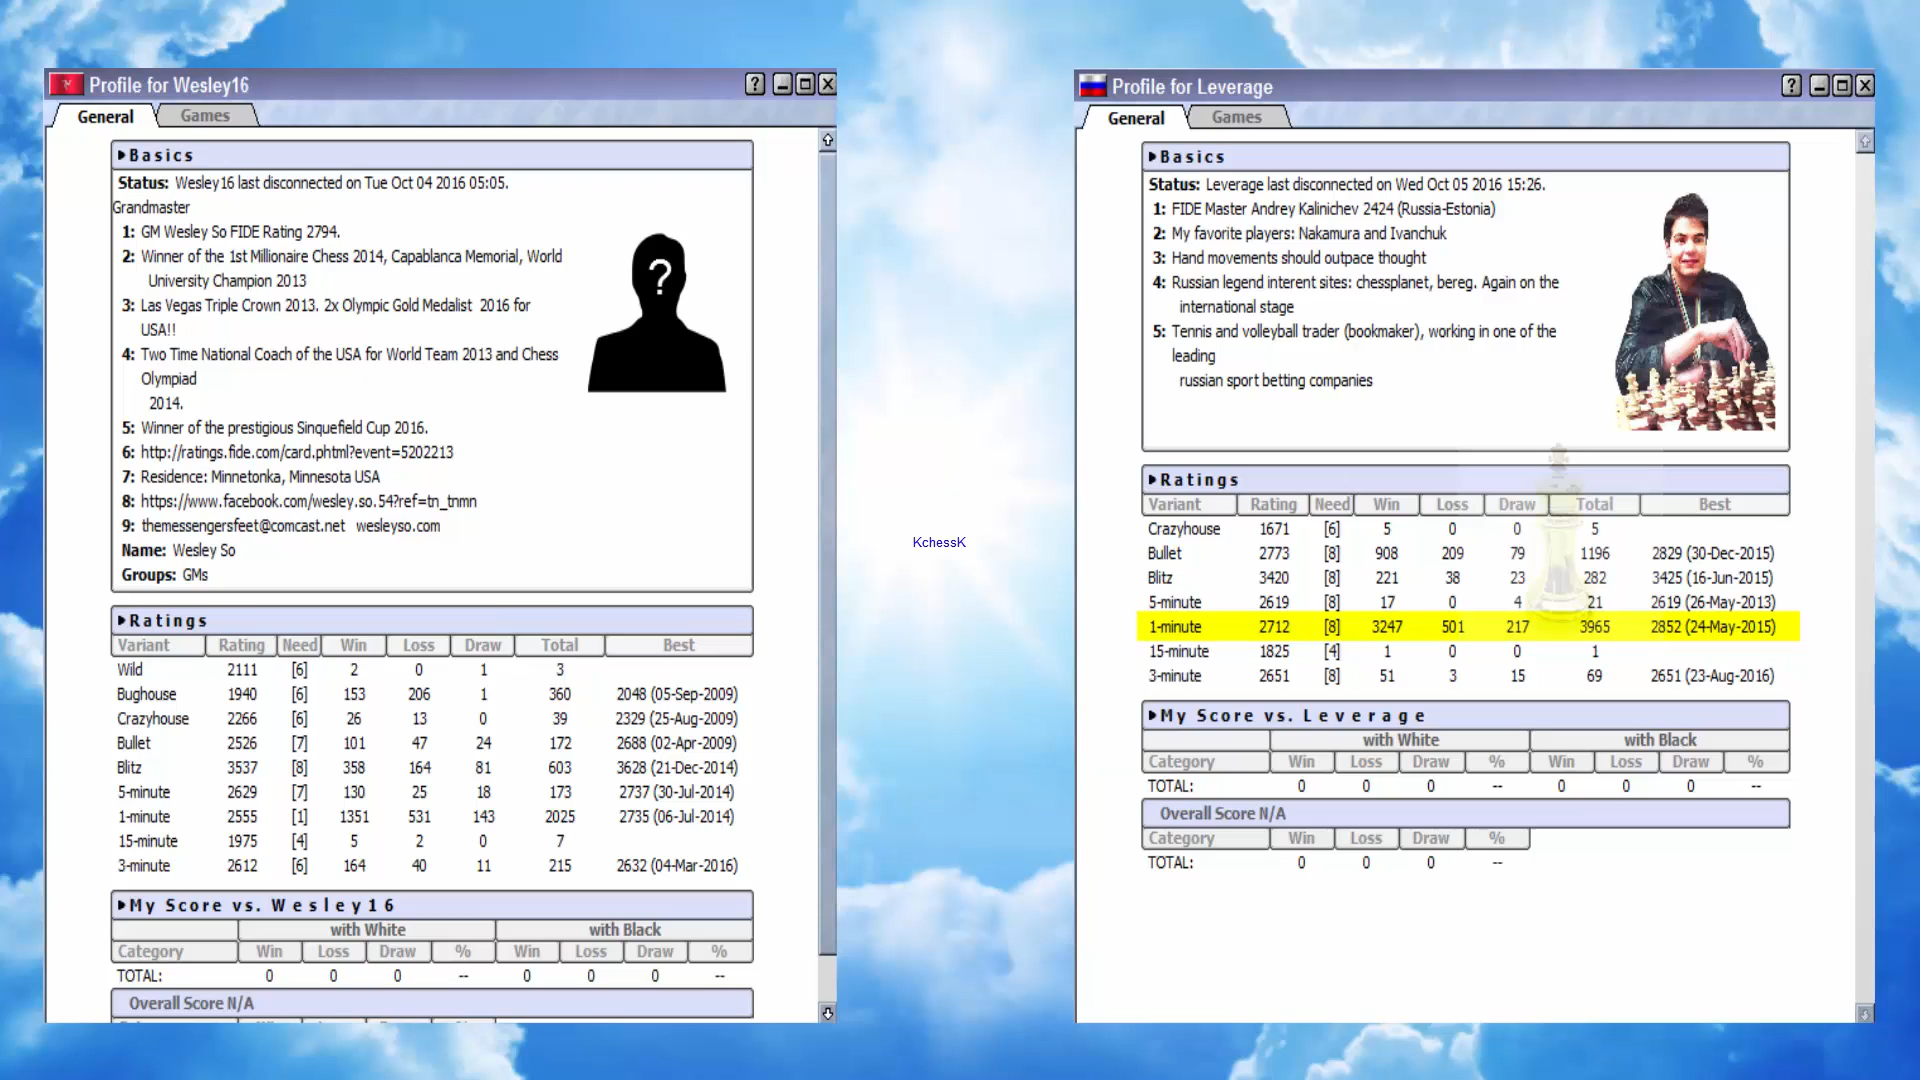 Profile for Wesley16
General Games
Basics
Status: Wesley16 last disconnected on Tue Oct 04 2016 05:05.
Grandmaster
1: GM Wesley So FIDE Rating 2794.
2: Winner of the 1st Millionaire Chess 2014, Capablanca Memorial, World
University Champion 2013
3: Las Vegas Triple Crown 2013. 2x Olympic Gold Medalist 2016 for
USA!!
4: Two Time National Coach of the USA for World Team 2013 and Chess
Olympiad
2014.
5: Winner of the prestigious Sinquefield Cup 2016.
6: http://ratings.fide.com/card.phtml?event=5202213
7: Residence: Minnetonka, Minnesota USA
8: https://www.facebook.com/wesley.so.54?ref=tn_tnmn
9: themessengersfeet@comcast.net wesleyso.com
Name: Wesley So
Groups: GMs
Ratings
Variant Rating Need Win Loss Draw Total Best
Wild 2111 [6] 2 0 1 3
Bughouse 1940 [6] 153 206 1 360 2048 (05-Sep-2009)
Crazyhouse 2266 [6] 26 13 0 39 2329 (25-Aug-2009)
Bullet 2526 [7] 101 47 24 172 2688 (02-Apr-2009)
Blitz 3537 [8] 358 164 81 603 3628 (21-Dec-2014)
5-minute 2629 [7] 130 25 18 173 2737 (30-Jul-2014)
1-minute 2555 [1] 1351 531 143 2025 2735 (06-Jul-2014)
15-minute 1975 [4] 5 2 0 7
3-minute 2612 [6] 164 40 11 215 2632 (04-Mar-2016)
My Score vs. Wesley16
with White with Black
Category Win Loss Draw % Win Loss Draw %
TOTAL: 0 0 0 -- 0 0 0 --
Overall Score N/A
KchessK
Profile for Leverage
General Games
Basics
Status: Leverage last disconnected on Wed Oct 05 2016 15:26.
1: FIDE Master Andrey Kalinichev 2424 (Russia-Estonia)
2: My favorite players: Nakamura and Ivanchuk
3: Hand movements should outpace thought
4: Russian legend interent sites: chessplanet, bereg. Again on the
international stage
5: Tennis and volleyball trader (bookmaker), working in one of the
leading
russian sport betting companies
Ratings
Variant Rating Need Win Loss Draw Total Best
Crazyhouse 1671 [6] 5 0 0 5
Bullet 2773 [8] 908 209 79 1196 2829 (30-Dec-2015)
Blitz 3420 [8] 221 38 23 282 3425 (16-Jun-2015)
5-minute 2619 [8] 17 0 4 21 2619 (26-May-2013)
1-minute 2712 [8] 3247 501 217 3965 2852 (24-May-2015)
15-minute 1825 [4] 1 0 0 1
3-minute 2651 [8] 51 3 15 69 2651 (23-Aug-2016)
My Score vs. Leverage
with White with Black
Category Win Loss Draw % Win Loss Draw %
TOTAL: 0 0 0 -- 0 0 0 --
Overall Score N/A
Category Win Loss Draw %
TOTAL: 0 0 0 --